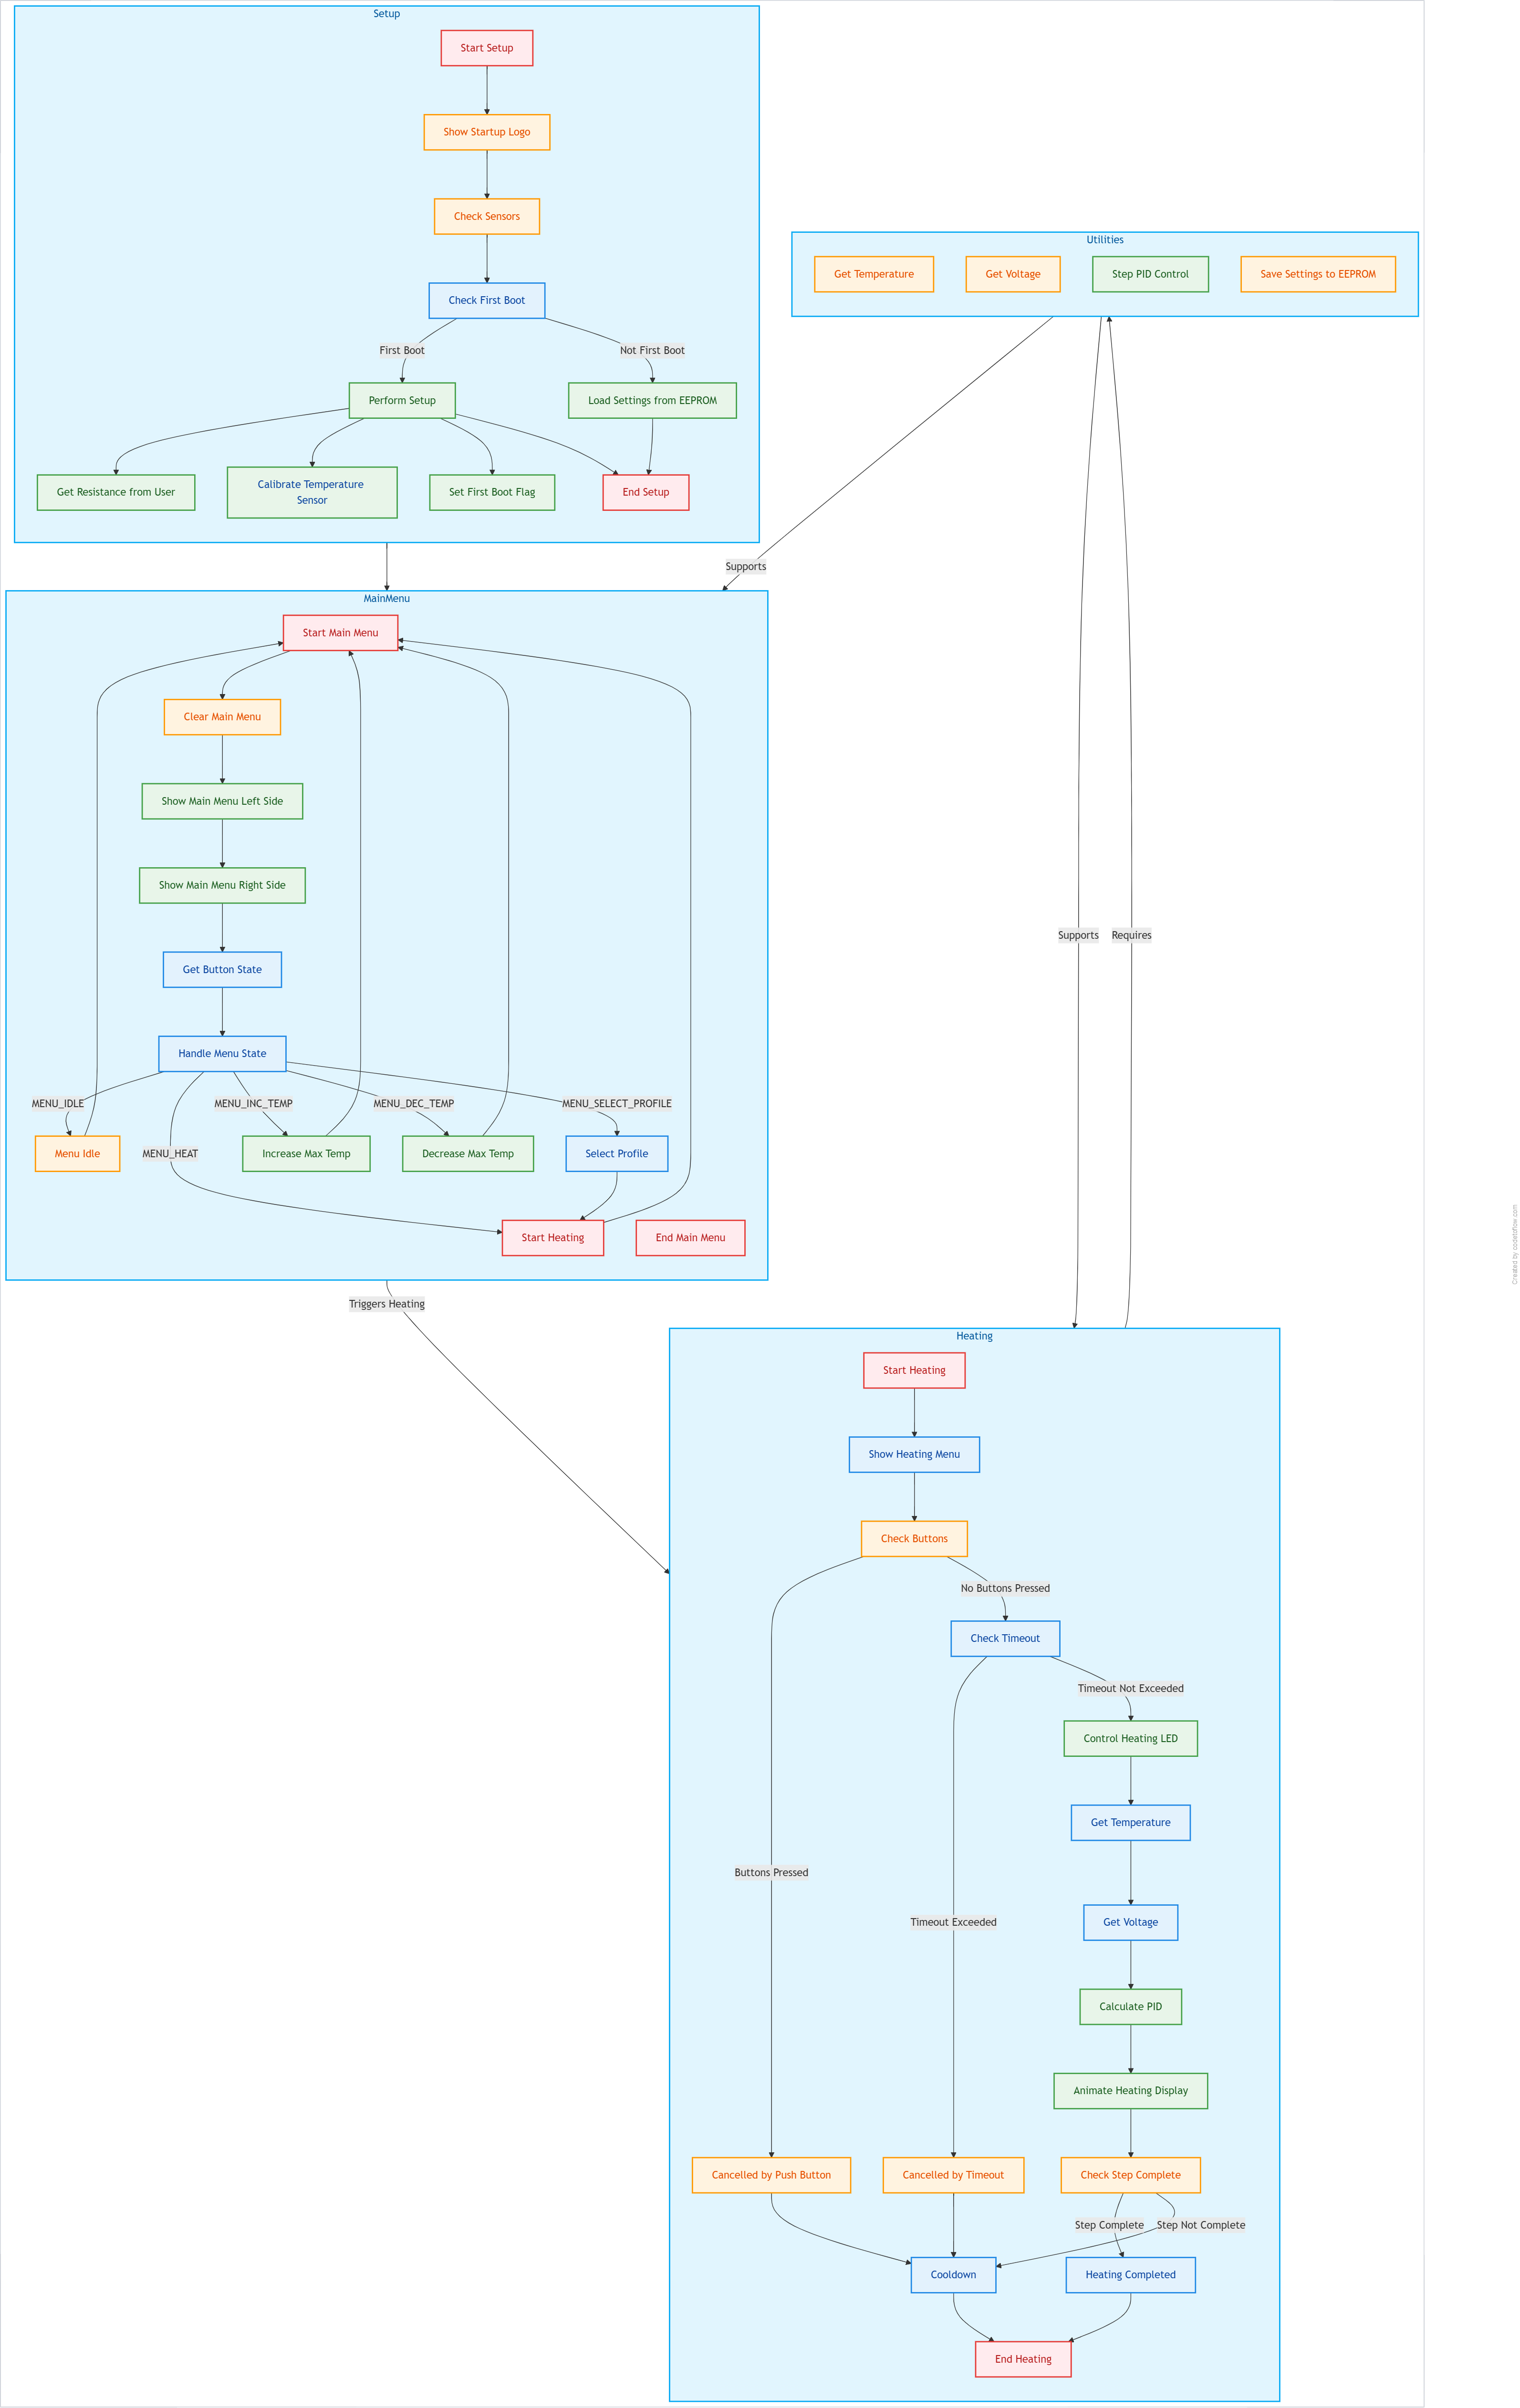 Setup
Start Setup
Show Startup Logo
Check Sensors
Check First Boot
First Boot
Not First Boot
Perform Setup
Load Settings from EEPROM
Get Resistance from User
Calibrate Temperature
Sensor
Set First Boot Flag
End Setup
Utilities
Get Temperature
Get Voltage
Step PID Control
Save Settings to EEPROM
Supports
Supports
Requires
MainMenu
Start Main Menu
Clear Main Menu
Show Main Menu Left Side
Show Main Menu Right Side
Get Button State
Handle Menu State
MENU_IDLE
MENU_INC_TEMP
MENU_DEC_TEMP
MENU_SELECT_PROFILE
Menu Idle
MENU_HEAT
Increase Max Temp
Decrease Max Temp
Select Profile
Start Heating
End Main Menu
Triggers Heating
Heating
Start Heating
Show Heating Menu
Check Buttons
No Buttons Pressed
Check Timeout
Timeout Not Exceeded
Control Heating LED
Get Temperature
Buttons Pressed
Timeout Exceeded
Get Voltage
Calculate PID
Animate Heating Display
Cancelled by Push Button
Cancelled by Timeout
Check Step Complete
Step Complete
Step Not Complete
Cooldown
Heating Completed
End Heating
Created by codetoflow.com